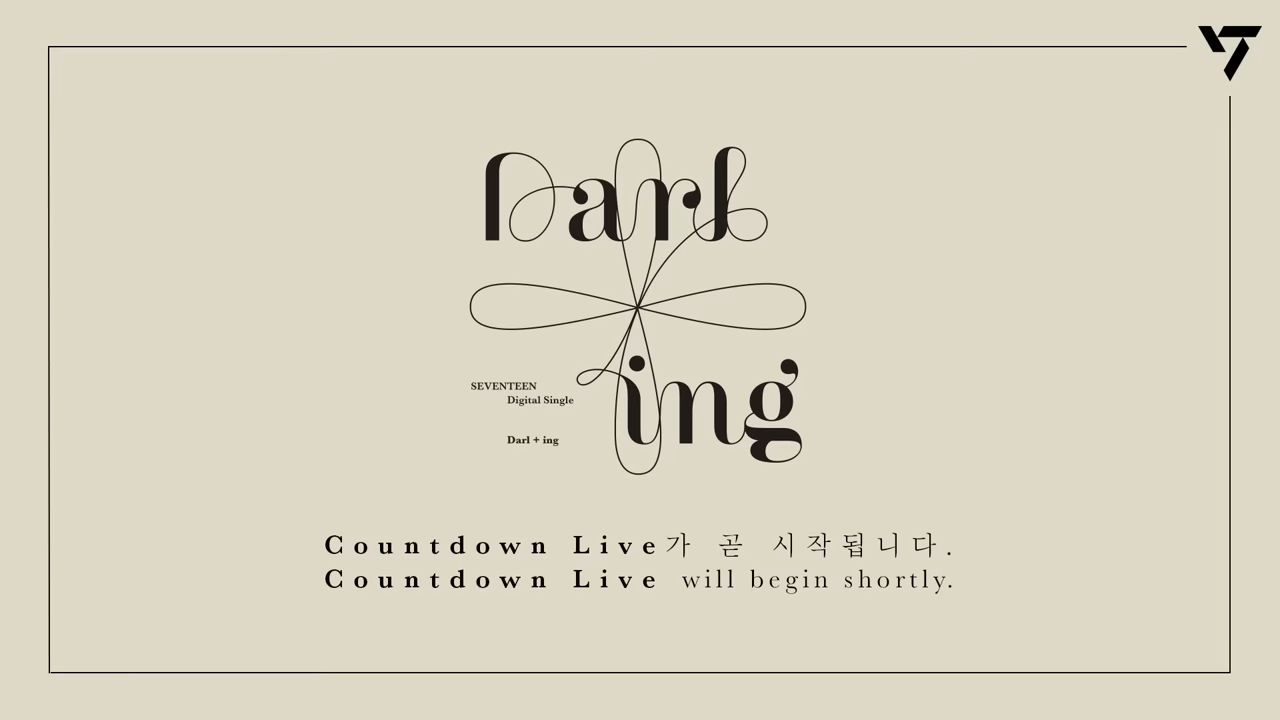 Darl
ing
SEVENTEEN
Digital Single
Darl + ing
Countdown Live가 곧 시작됩니다.
Countdown Live will begin shortly.